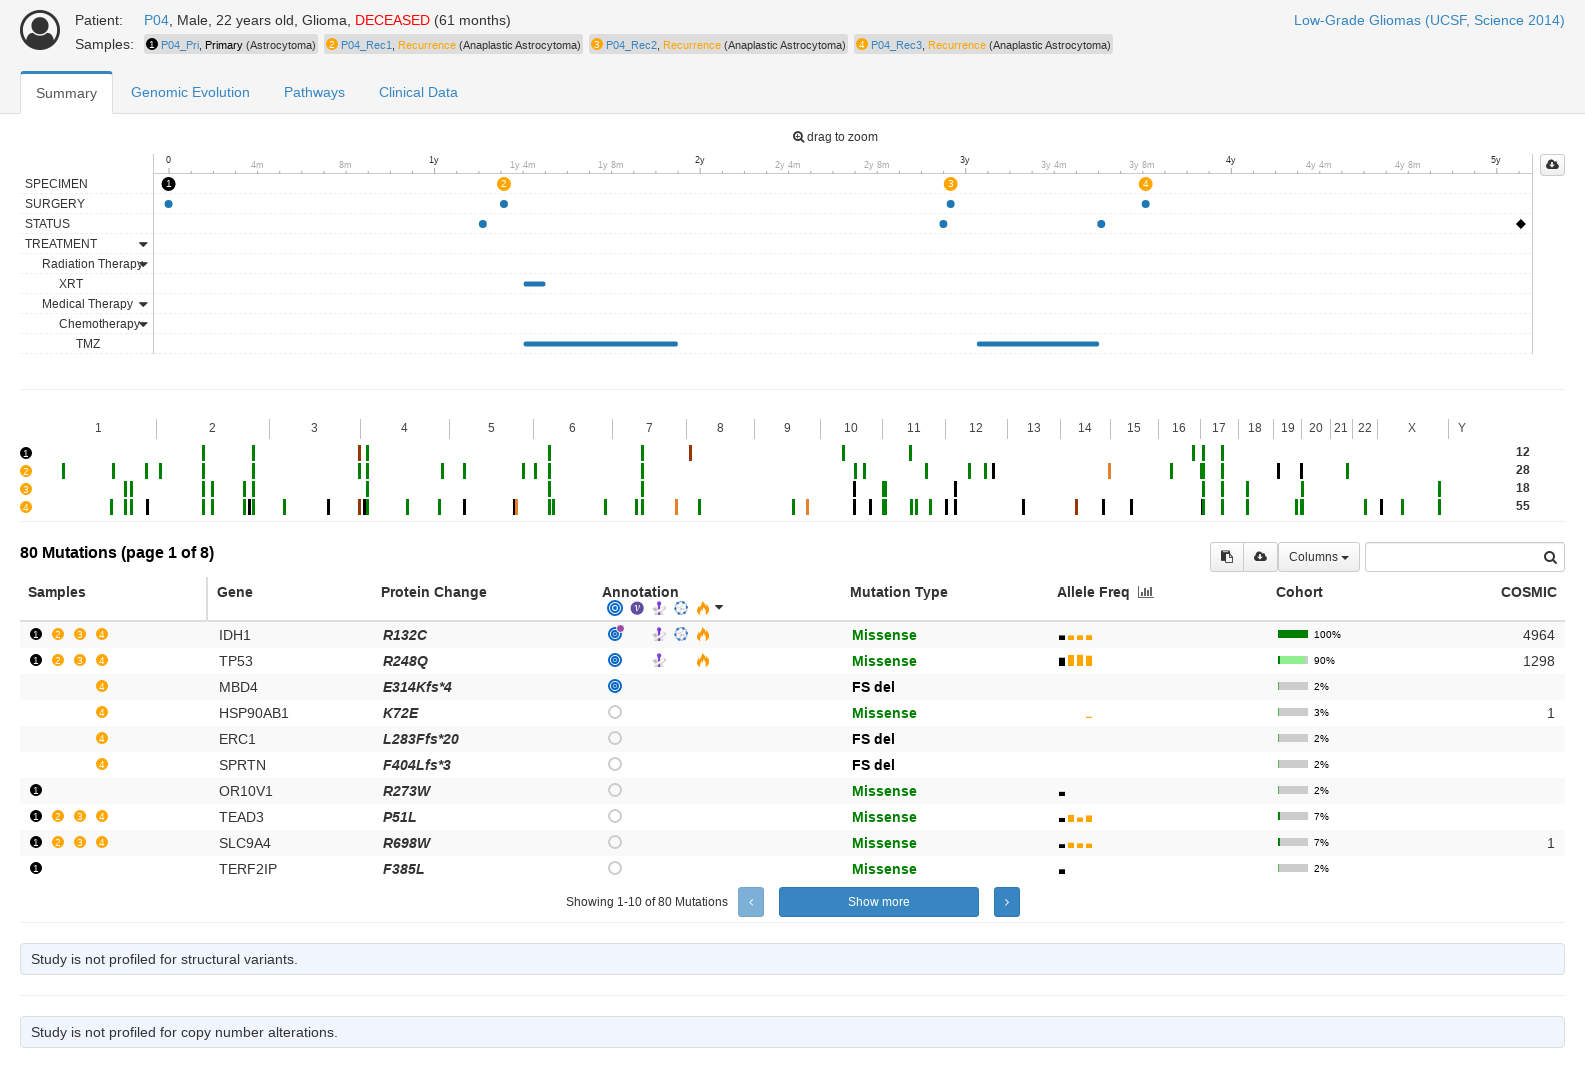 Patient: P04, Male, 22 years old, Glioma, DECEASED (61 months) Low-Grade Gliomas (UCSF, Science 2014)
Samples: 1 P04_Pri, Primary (Astrocytoma) 2 P04_Rec1, Recurrence (Anaplastic Astrocytoma) 3 P04_Rec2, Recurrence (Anaplastic Astrocytoma) 4 P04_Rec3, Recurrence (Anaplastic Astrocytoma)
Summary Genomic Evolution Pathways Clinical Data
drag to zoom
0 4m 8m 1y 1y 4m 1y 8m 2y 2y 4m 2y 8m 3y 3y 4m 3y 8m 4y 4y 4m 4y 8m 5y
SPECIMEN 1 2 3 4
SURGERY
STATUS
TREATMENT
Radiation Therapy
XRT
Medical Therapy
Chemotherapy
TMZ
1 2 3 4 5 6 7 8 9 10 11 12 13 14 15 16 17 18 19 20 21 22 X Y
1 12
2 28
3 18
4 55
80 Mutations (page 1 of 8) Columns
Samples Gene Protein Change Annotation Mutation Type Allele Freq Cohort COSMIC
1 2 3 4 IDH1 R132C Missense 100% 4964
1 2 3 4 TP53 R248Q Missense 90% 1298
4 MBD4 E314Kfs*4 FS del 2%
4 HSP90AB1 K72E Missense 3% 1
4 ERC1 L283Ffs*20 FS del 2%
4 SPRTN F404Lfs*3 FS del 2%
1 OR10V1 R273W Missense 2%
1 2 3 4 TEAD3 P51L Missense 7%
1 2 3 4 SLC9A4 R698W Missense 7% 1
1 TERF2IP F385L Missense 2%
Showing 1-10 of 80 Mutations ‹ Show more ›
Study is not profiled for structural variants.
Study is not profiled for copy number alterations.